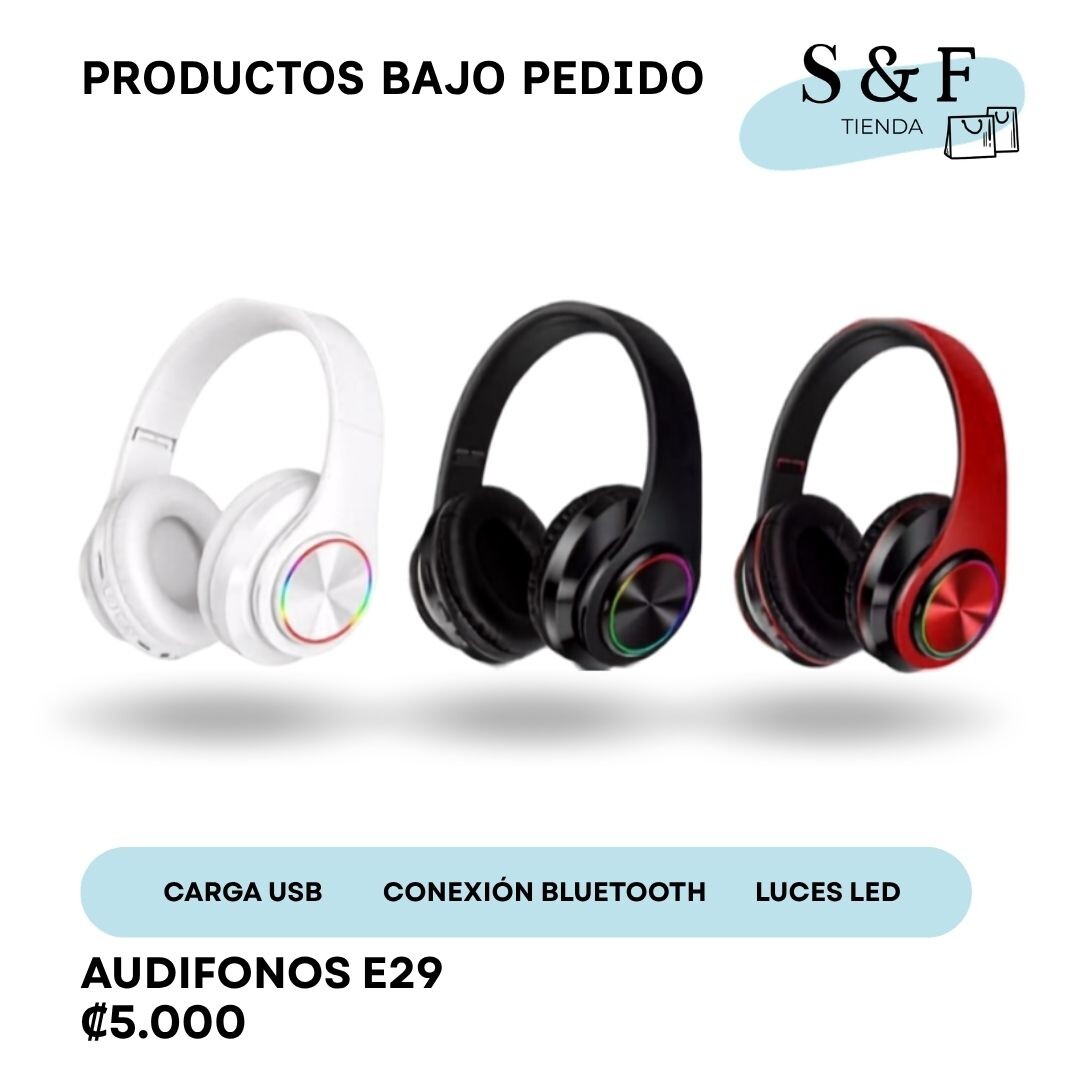 PRODUCTOS BAJO PEDIDO
S & F
TIENDA
CARGA USB CONEXIÓN BLUETOOTH LUCES LED
AUDIFONOS E29
₡5.000